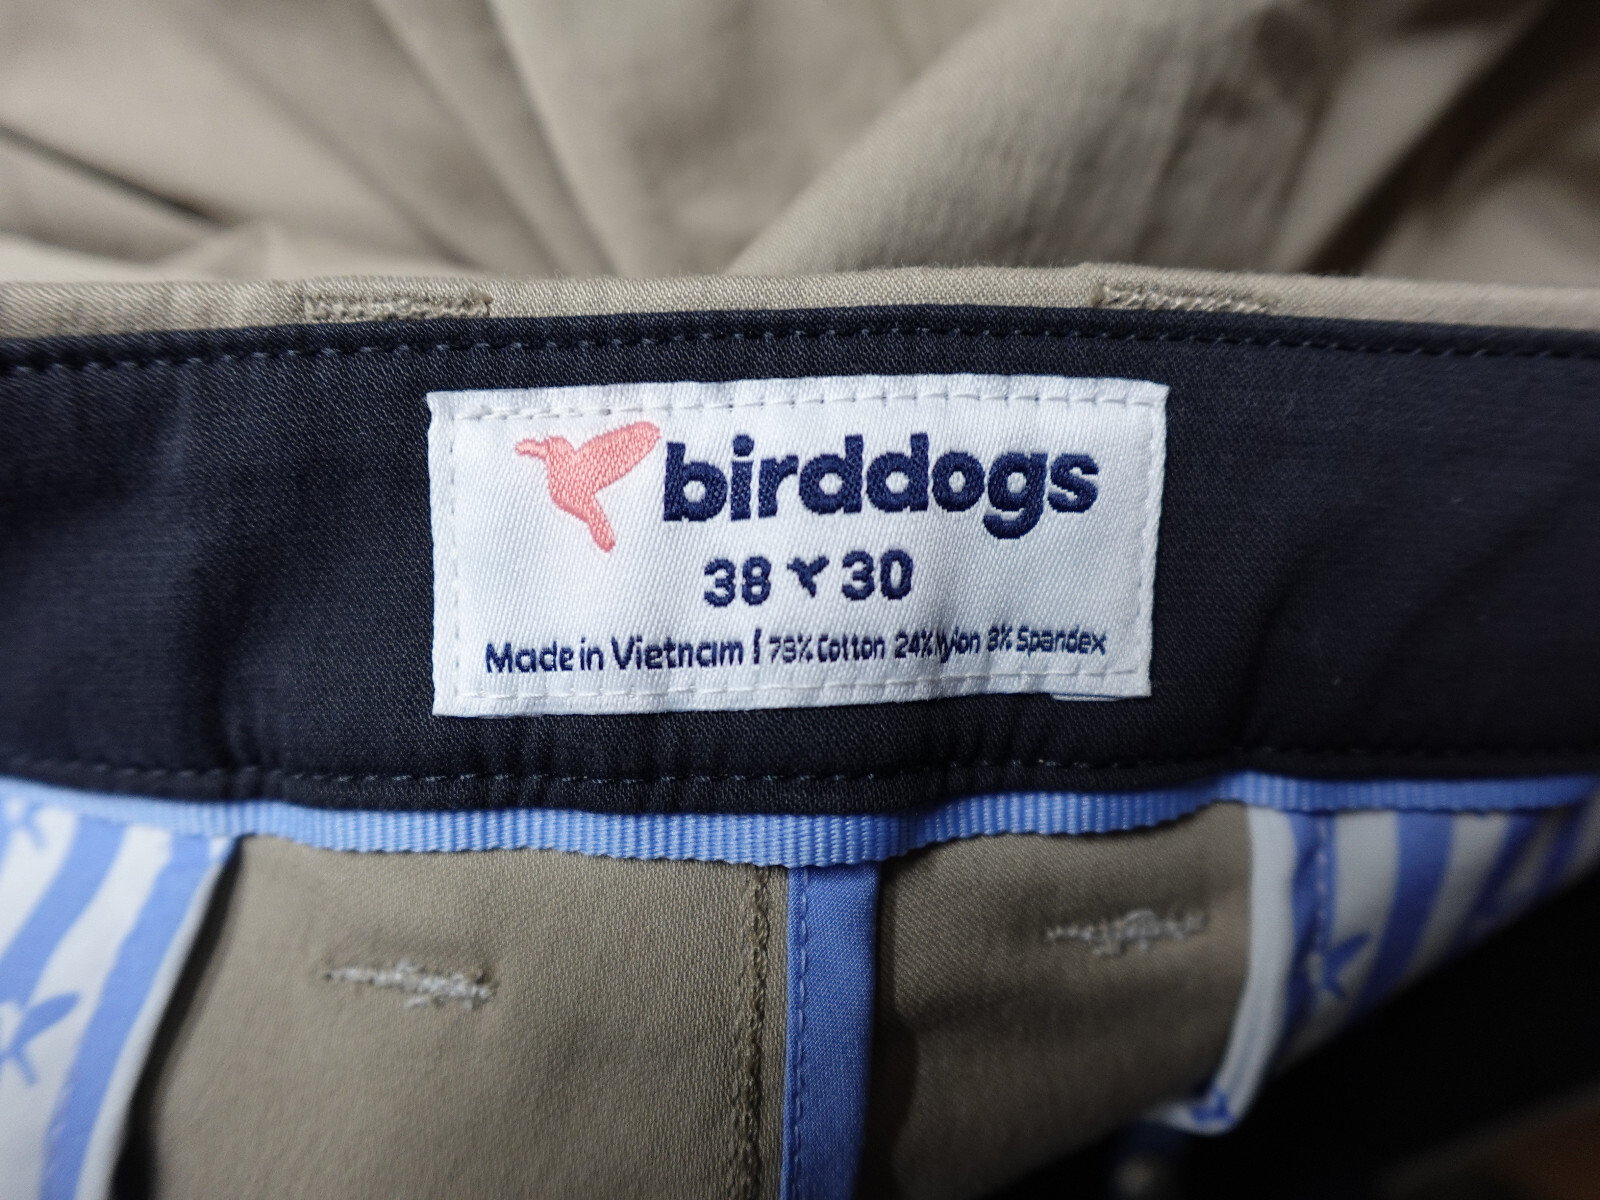 birddogs
38 30
Made in Vietnam | 73% Cotton 24% Nylon 3% Spandex